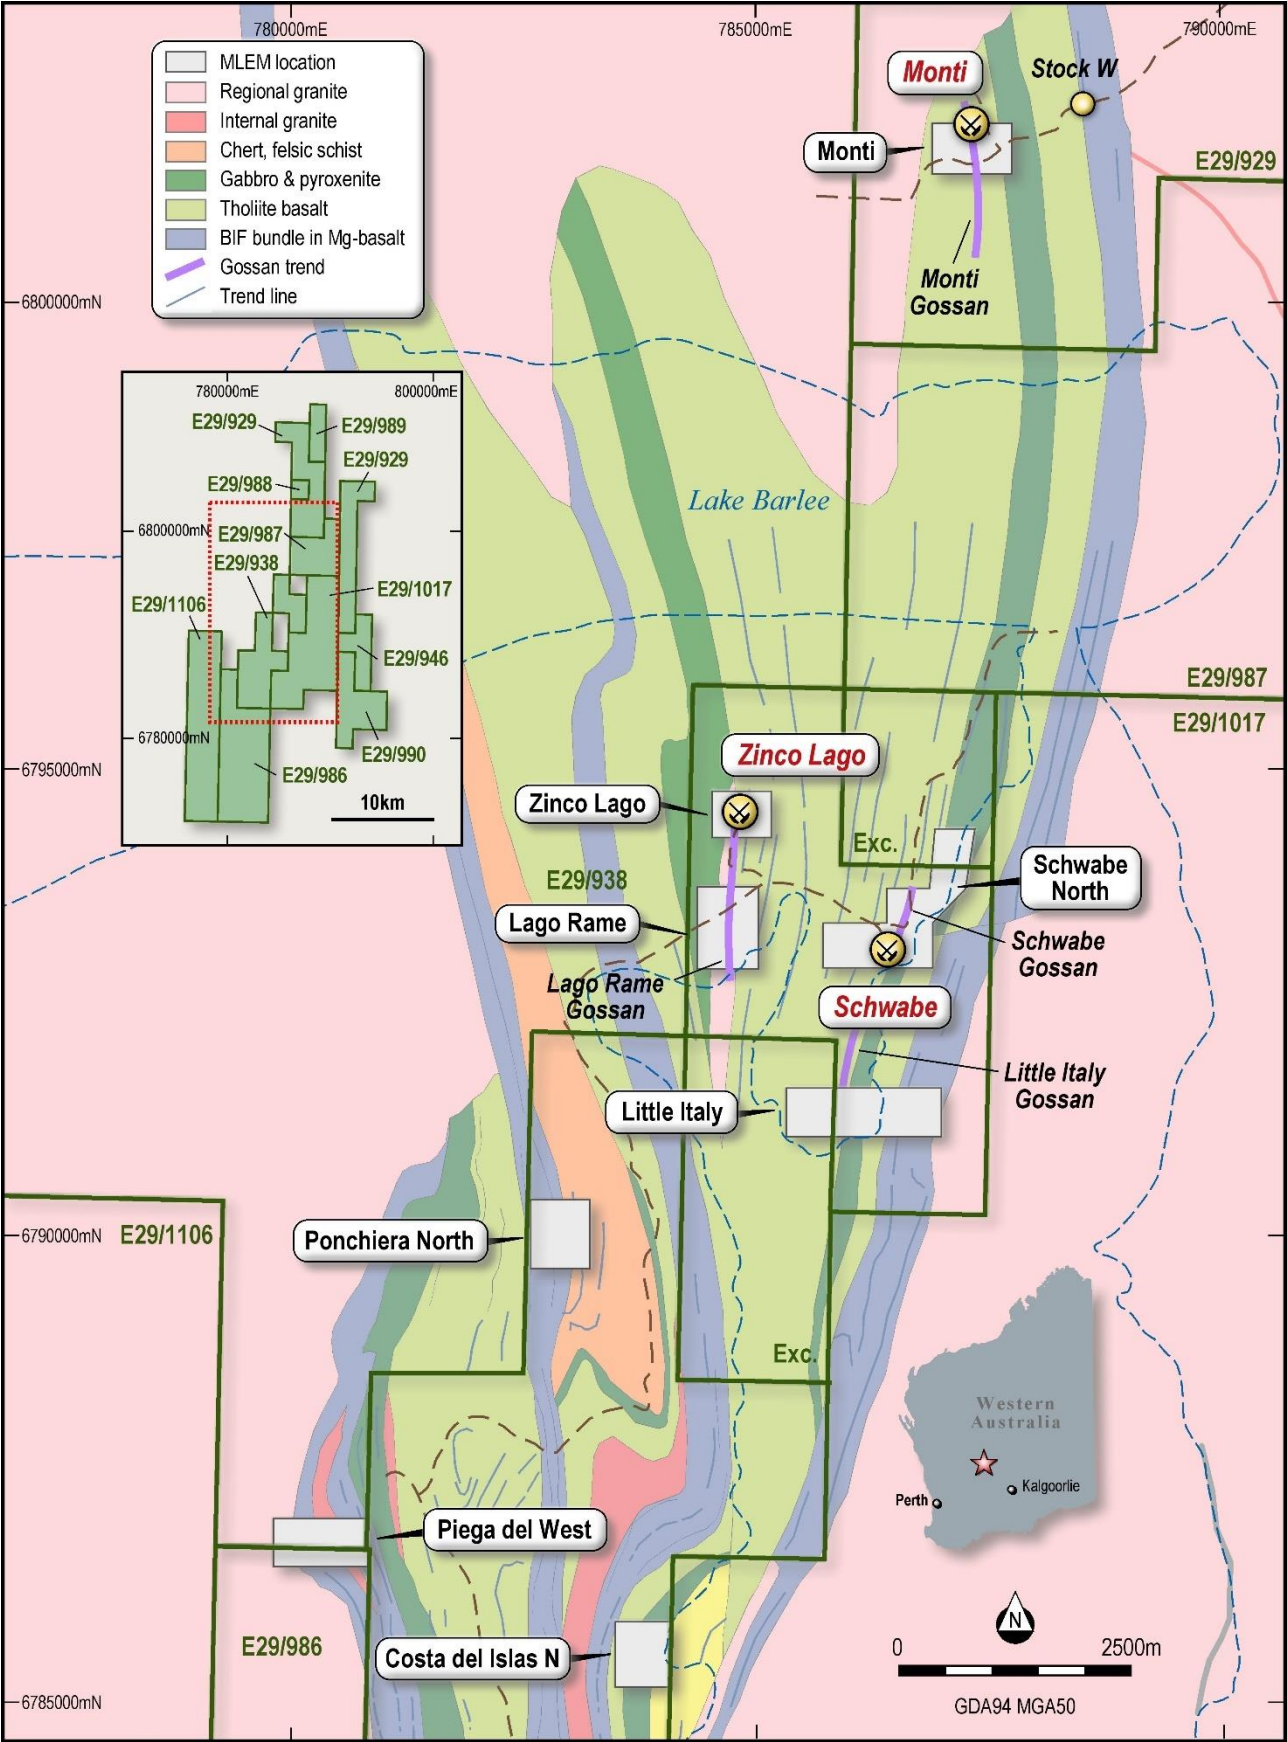 780000mE
785000mE
790000mE
MLEM location
Regional granite
Internal granite
Chert, felsic schist
Gabbro & pyroxenite
Tholiite basalt
BIF bundle in Mg-basalt
Gossan trend
Trend line
Monti
Stock W
Monti
E29/929
Monti
Gossan
6800000mN
780000mE
800000mE
E29/929
E29/989
E29/929
E29/988
6800000mN
E29/987
E29/938
E29/1017
E29/1106
E29/946
6780000mN
E29/990
E29/986
10km
Lake Barlee
E29/987
E29/1017
6795000mN
Zinco Lago
Zinco Lago
Exc.
Schwabe
North
E29/938
Lago Rame
Schwabe
Gossan
Lago Rame
Gossan
Schwabe
Little Italy
Gossan
Little Italy
6790000mN
E29/1106
Ponchiera North
Exc.
Western
Australia
Kalgoorlie
Perth
Piega del West
E29/986
Costa del Islas N
N
0
2500m
6785000mN
GDA94 MGA50